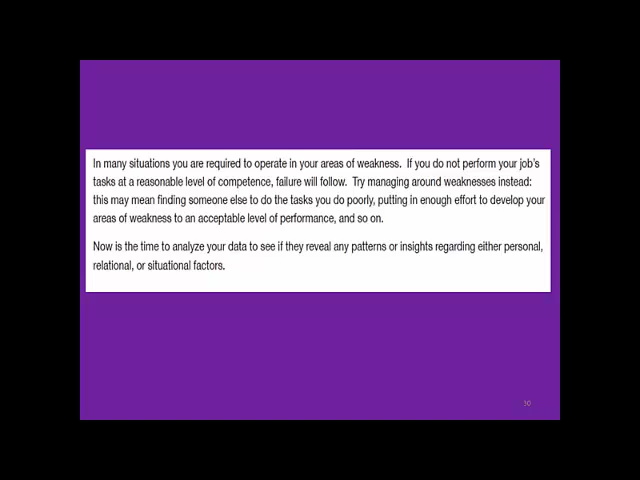 In many situations you are required to operate in your areas of weakness. If you do not perform your job's
tasks at a reasonable level of competence, failure will follow. Try managing around weaknesses instead:
this may mean finding someone else to do the tasks you do poorly, putting in enough effort to develop your
areas of weakness to an acceptable level of performance, and so on.
Now is the time to analyze your data to see if they reveal any patterns or insights regarding either personal,
relational, or situational factors.
30